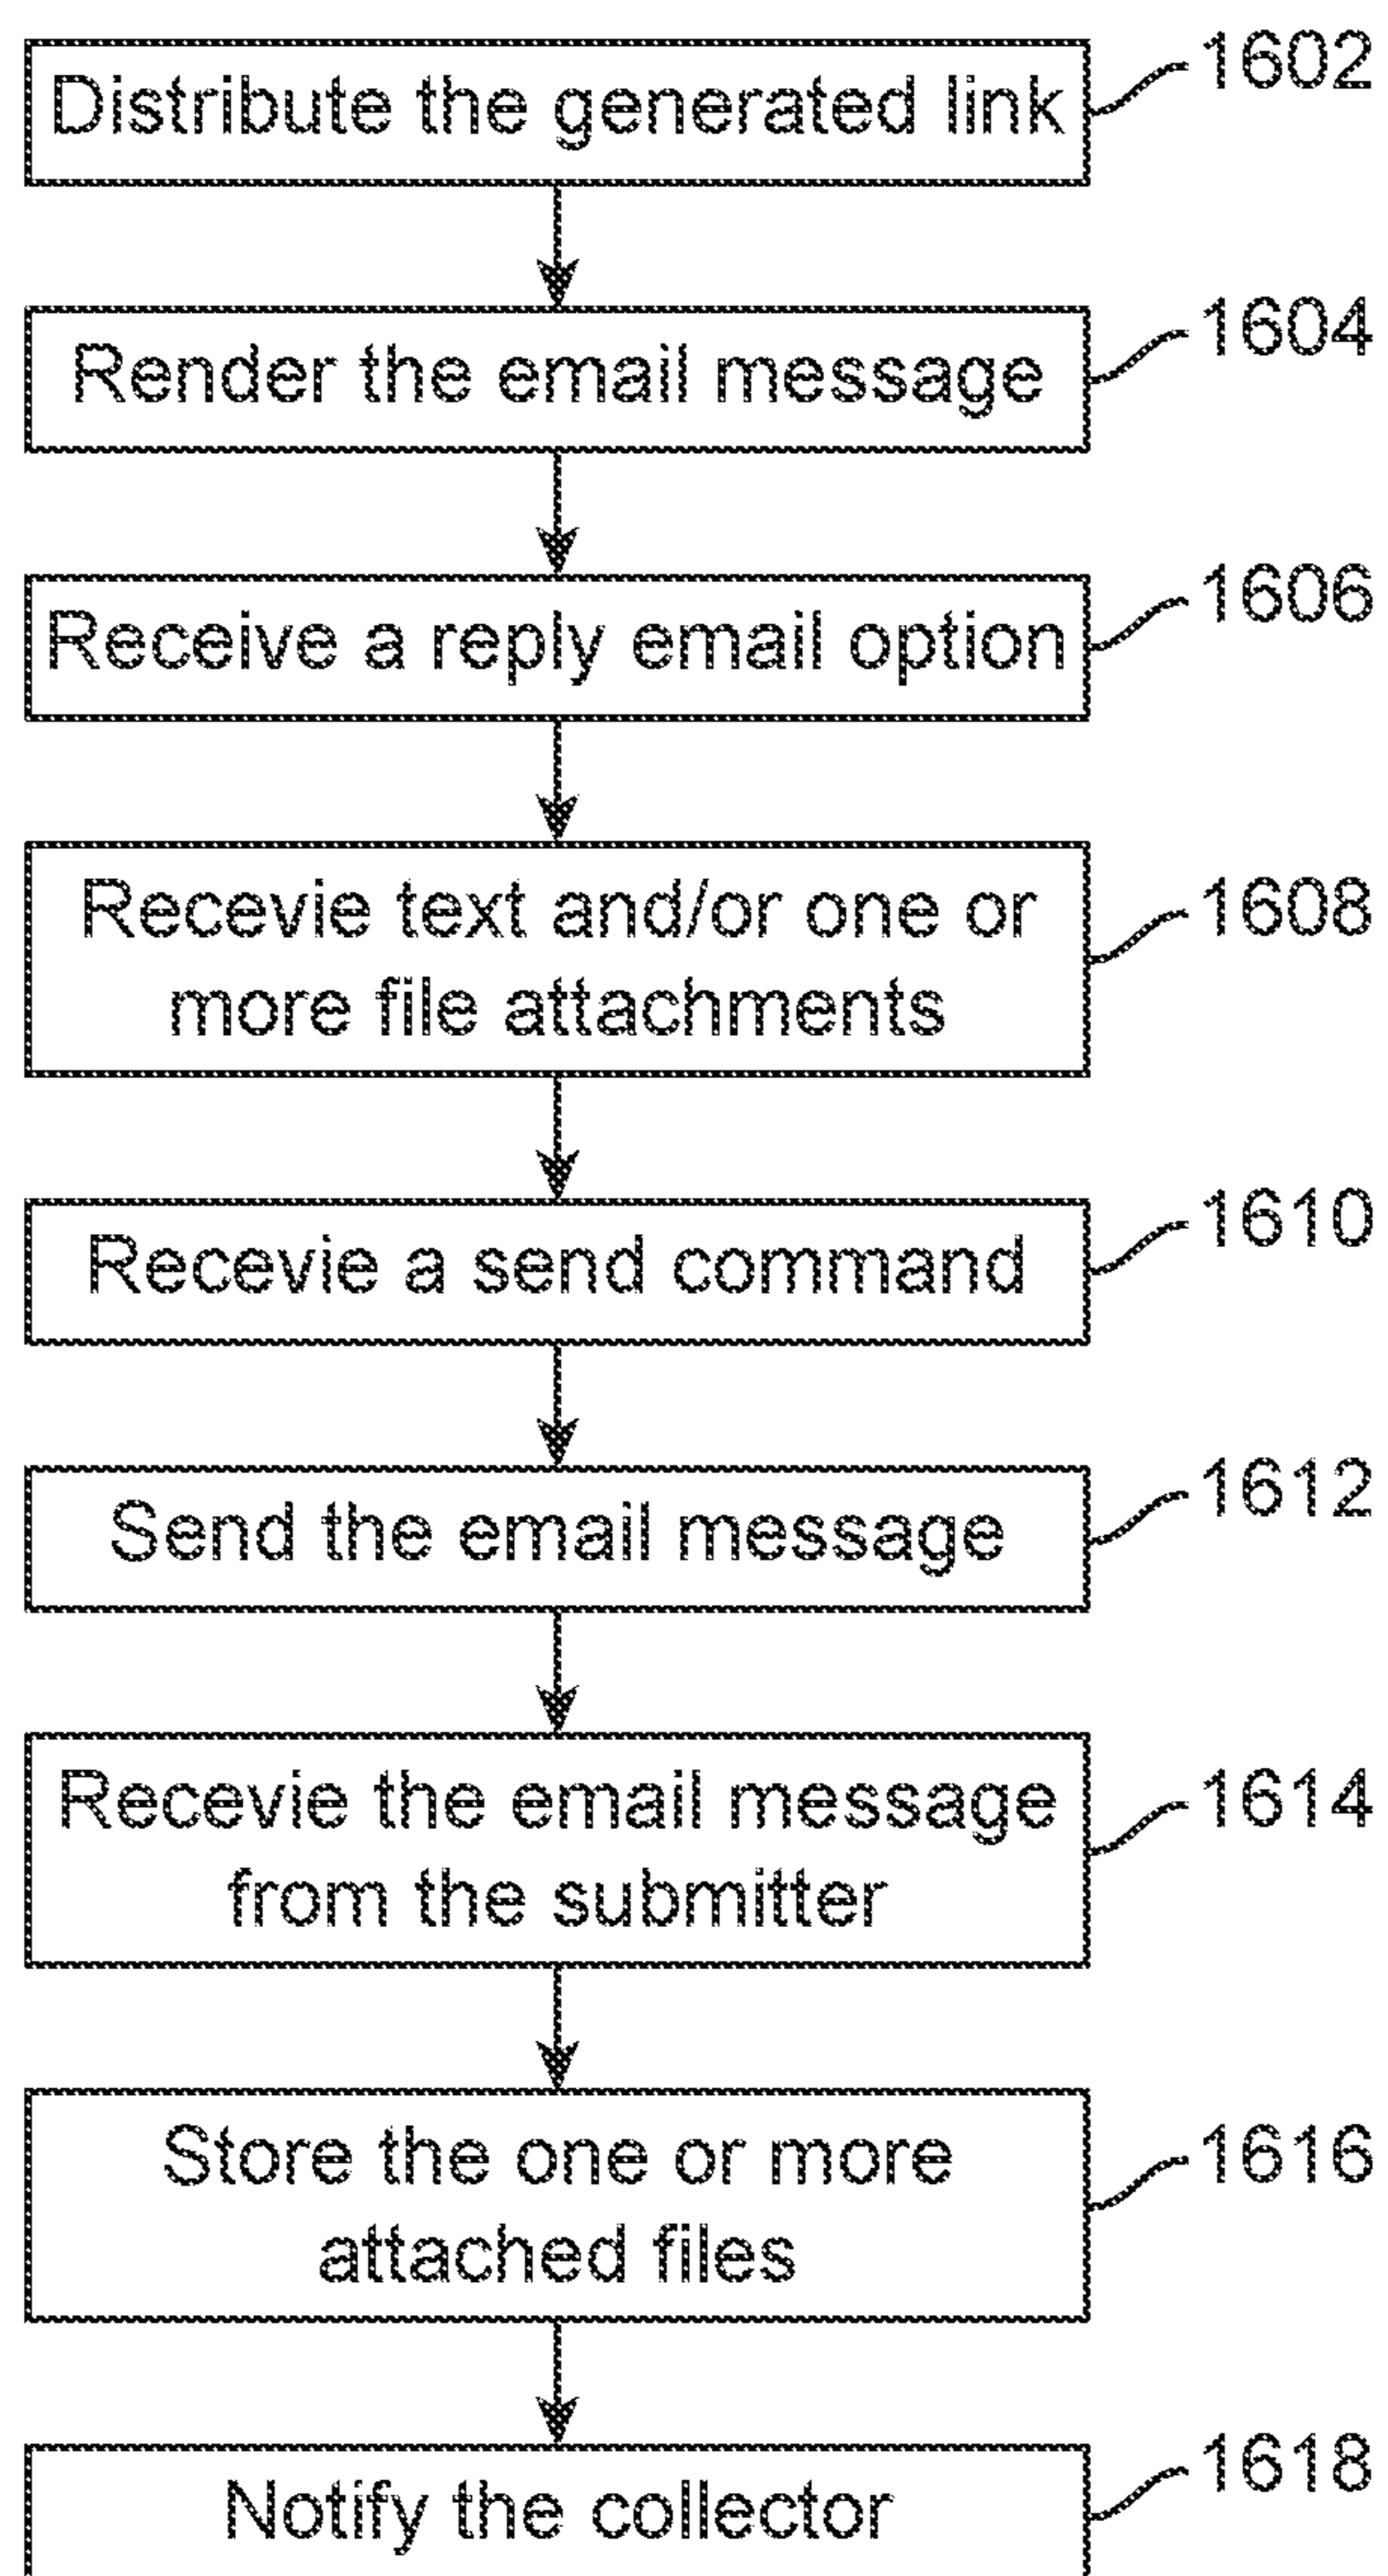 Distribute the generated link
1602
Render the email message
1604
Receive a reply email option
1606
Recevie text and/or one or
more file attachments
1608
Recevie a send command
1610
Send the email message
1612
Recevie the email message
from the submitter
1614
Store the one or more
attached files
1616
Notify the collector
1618